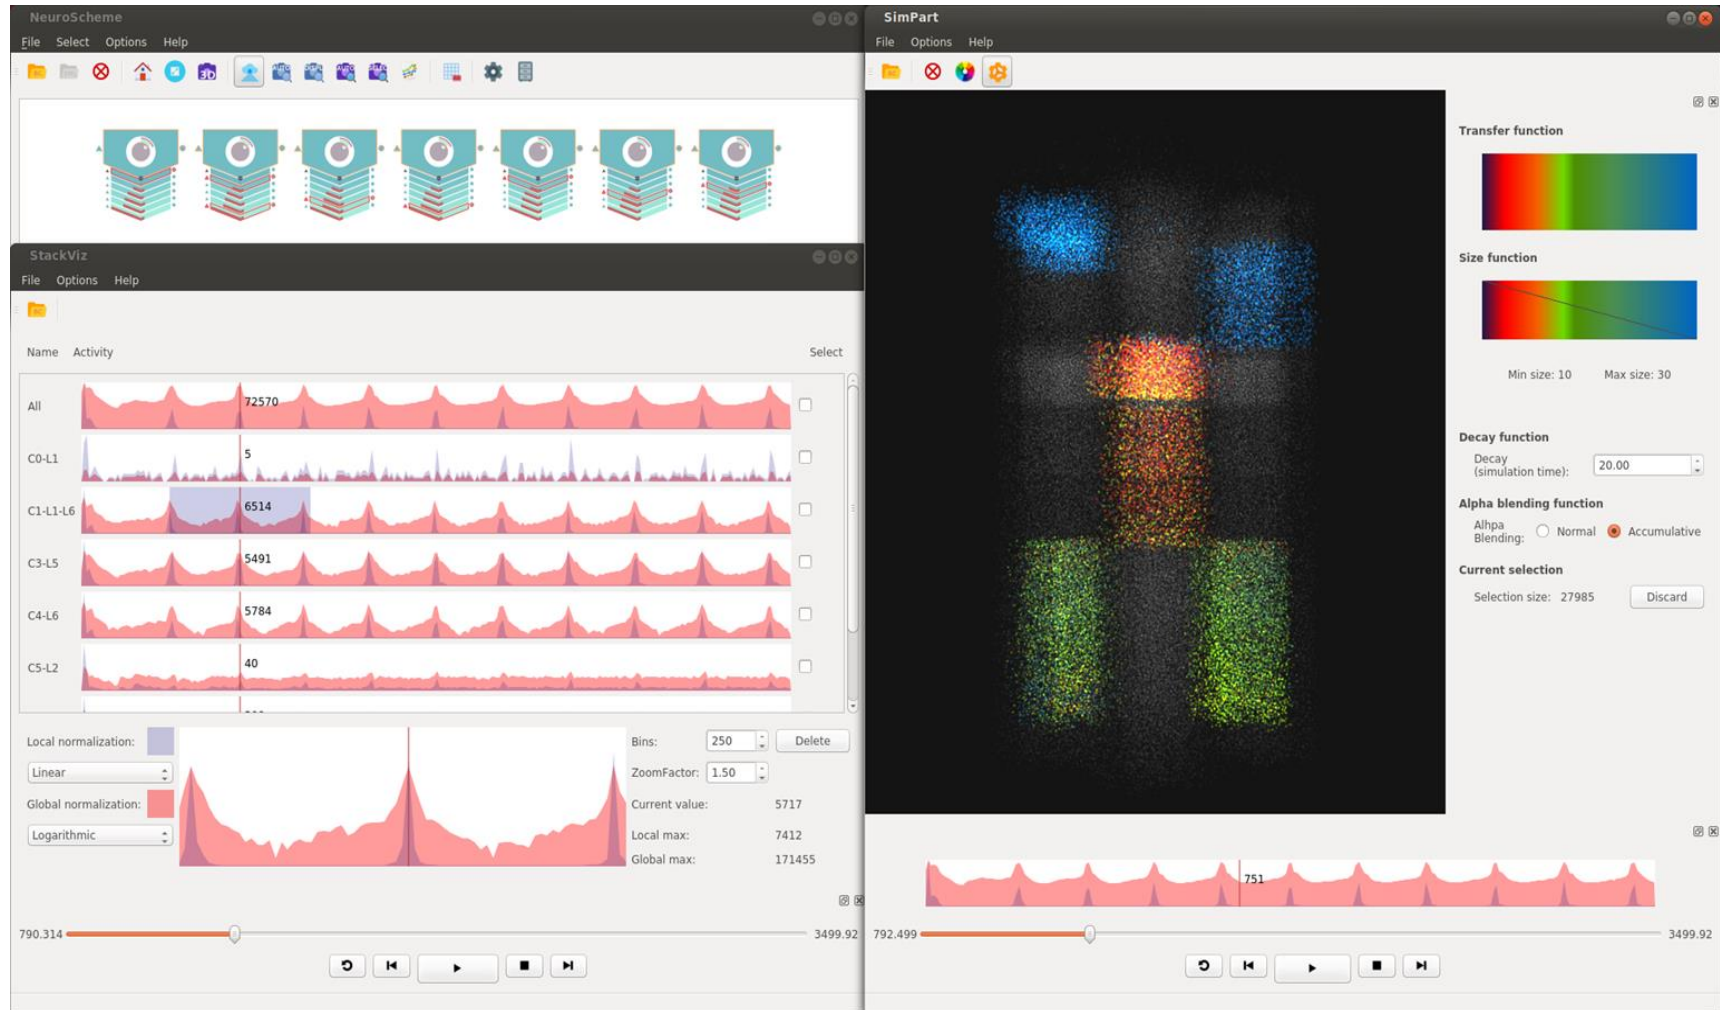 NeuroScheme
File Select Options Help
3D
StackViz
File Options Help
Name Activity Select
All 72570
C0-L1 5
C1-L1-L6 6514
C3-L5 5491
C4-L6 5784
C5-L2 40
Local normalization:
Linear
Global normalization:
Logarithmic
Bins: 250 Delete
ZoomFactor: 1.50
Current value: 5717
Local max: 7412
Global max: 171455
790.314 3499.92
SimPart
File Options Help
Transfer function
Size function
Min size: 10 Max size: 30
Decay function
Decay
(simulation time): 20.00
Alpha blending function
Alhpa
Blending: Normal Accumulative
Current selection
Selection size: 27985 Discard
751
792.499 3499.92